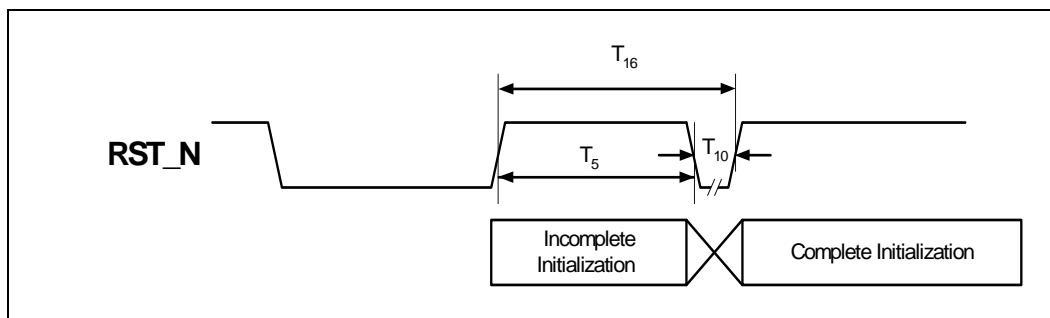 T16
RST_N
T5
T10
Incomplete
Initialization
Complete Initialization